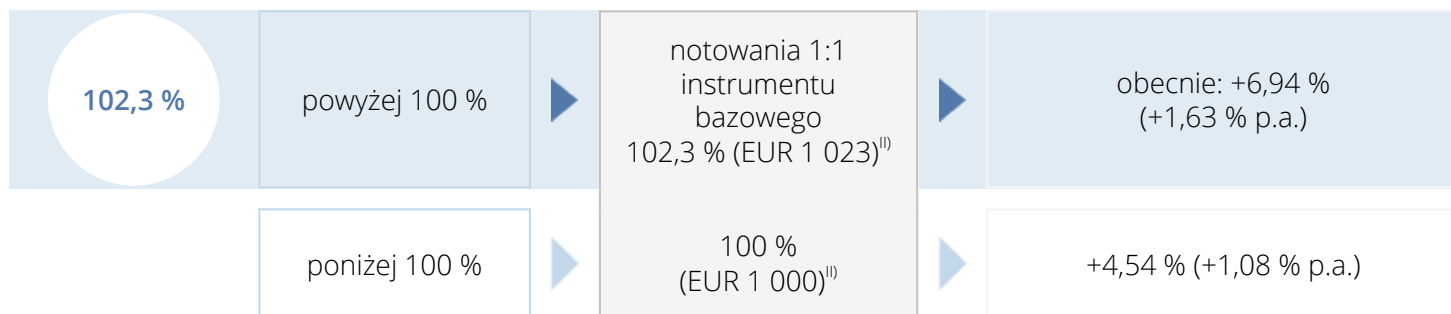 102,3 %
powyżej 100 %
notowania 1:1
instrumentu
bazowego
102,3 % (EUR 1 023)II)
obecnie: +6,94 %
(+1,63 % p.a.)
poniżej 100 %
100 %
(EUR 1 000)II)
+4,54 % (+1,08 % p.a.)